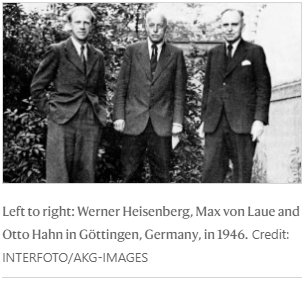 Left to right: Werner Heisenberg, Max von Laue and
Otto Hahn in Göttingen, Germany, in 1946. Credit:
INTERFOTO/AKG-IMAGES